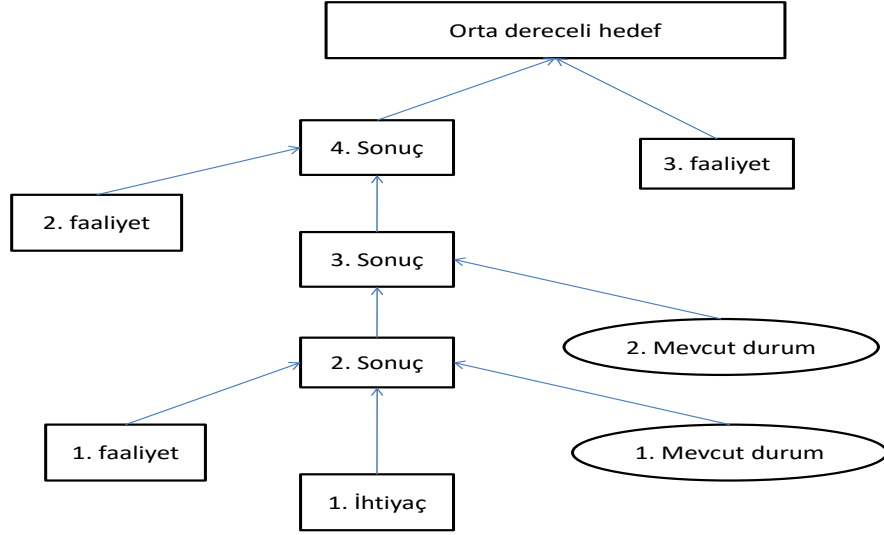 Orta dereceli hedef
4. Sonuç
3. faaliyet
2. faaliyet
3. Sonuç
2. Mevcut durum
2. Sonuç
1. faaliyet
1. Mevcut durum
1. İhtiyaç